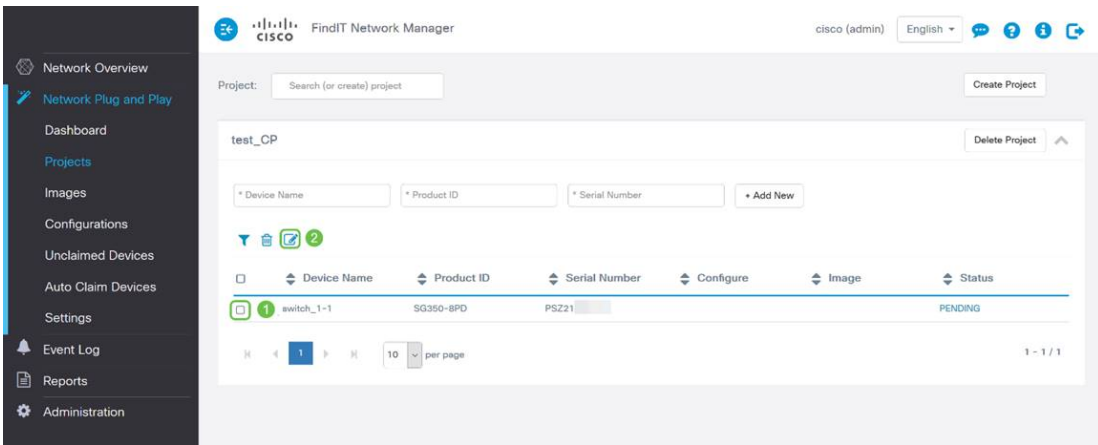 CISCO FindIT Network Manager cisco (admin) English
Network Overview
Network Plug and Play
Dashboard
Projects
Images
Configurations
Unclaimed Devices
Auto Claim Devices
Settings
Event Log
Reports
Administration
Project: Search (or create) project Create Project
test_CP Delete Project
* Device Name * Product ID * Serial Number + Add New
2
Device Name Product ID Serial Number Configure Image Status
1 switch_1-1 SG350-8PD PSZ21 PENDING
1 10 per page 1 - 1 / 1